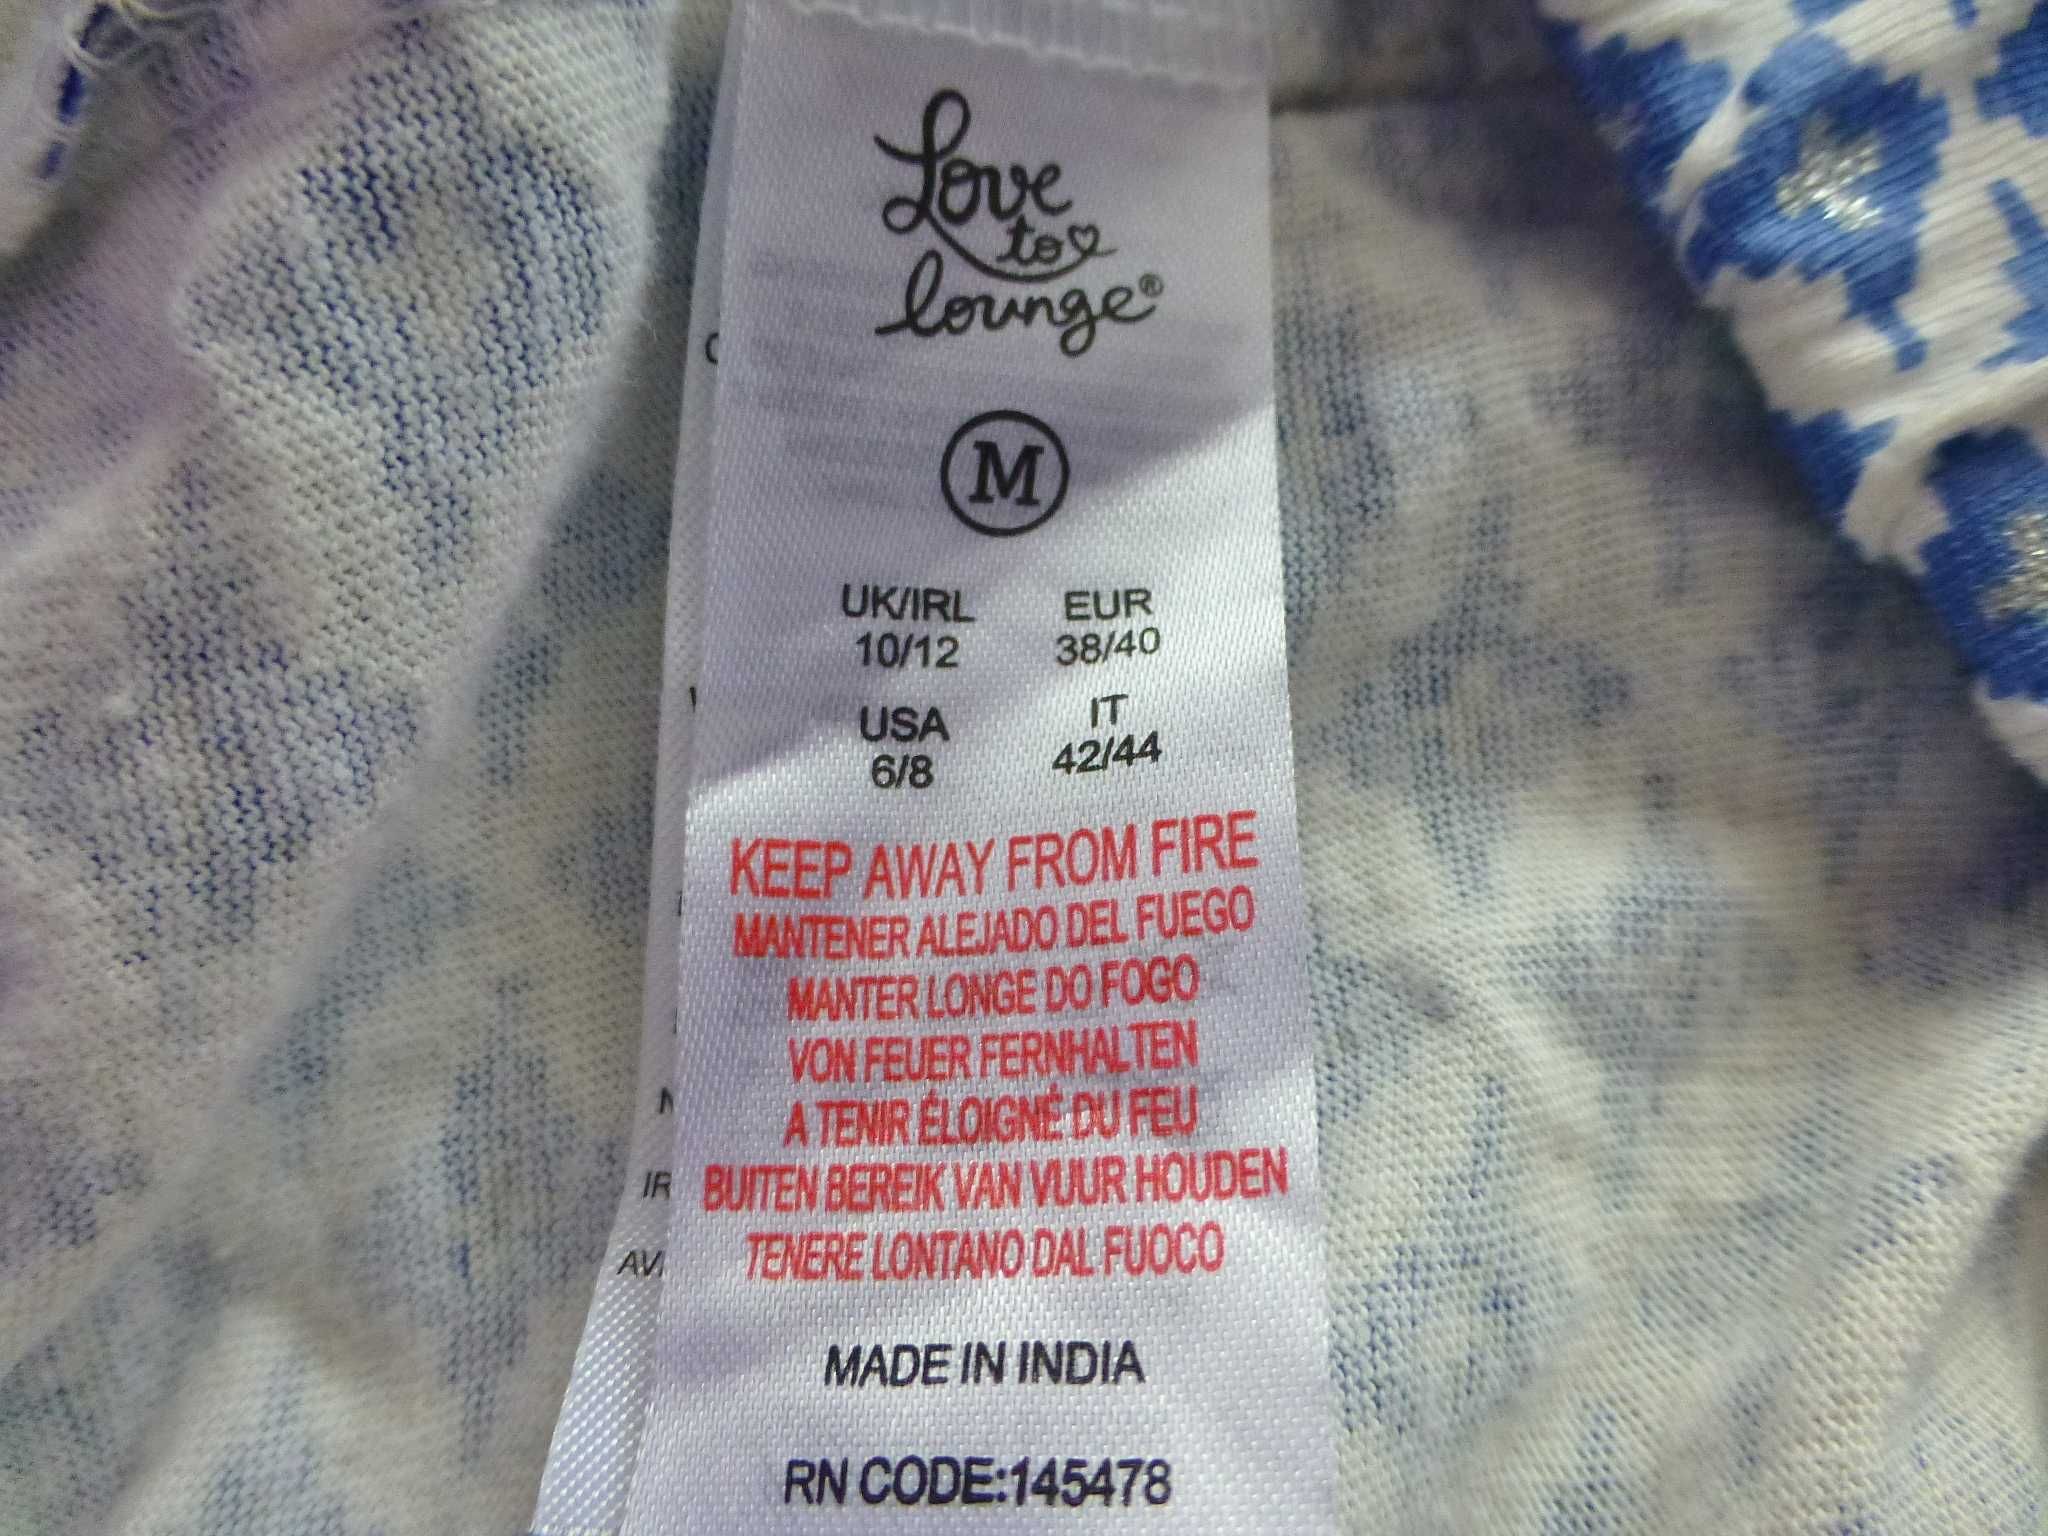 Love
to
lounge®
M
UK/IRL EUR
10/12 38/40
USA IT
6/8 42/44
KEEP AWAY FROM FIRE
MANTENER ALEJADO DEL FUEGO
MANTER LONGE DO FOGO
VON FEUER FERNHALTEN
A TENIR ÉLOIGNÉ DU FEU
BUITEN BEREIK VAN VUUR HOUDEN
TENERE LONTANO DAL FUOCO
MADE IN INDIA
RN CODE:145478